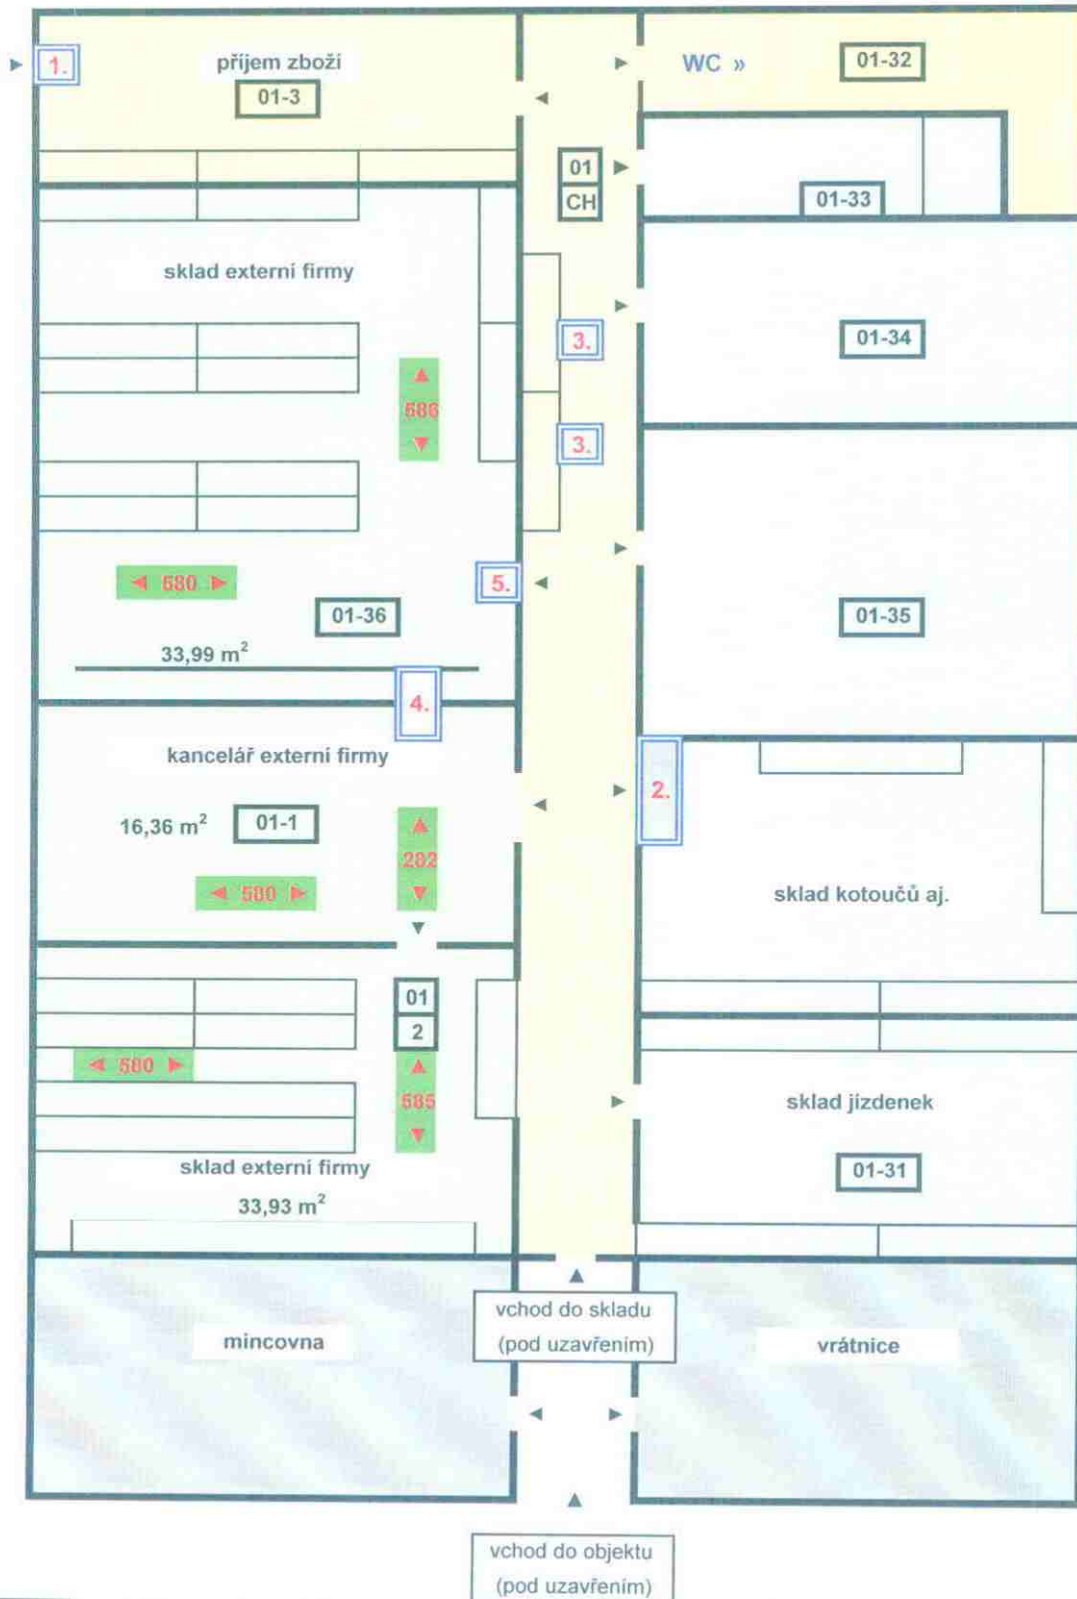 1.
příjem zboží
01-3
WC »
01-32
01
CH
01-33
sklad externí firmy
3.
01-34
686
3.
680
5.
01-36
01-35
33,99 m²
4.
kancelář externí firmy
2.
16,36 m²
01-1
282
580
sklad kotoučů aj.
01
2
580
585
sklad jízdenek
sklad externí firmy
01-31
33,93 m²
mincovna
vchod do skladu
(pod uzavřením)
vrátnice
vchod do objektu
(pod uzavřením)